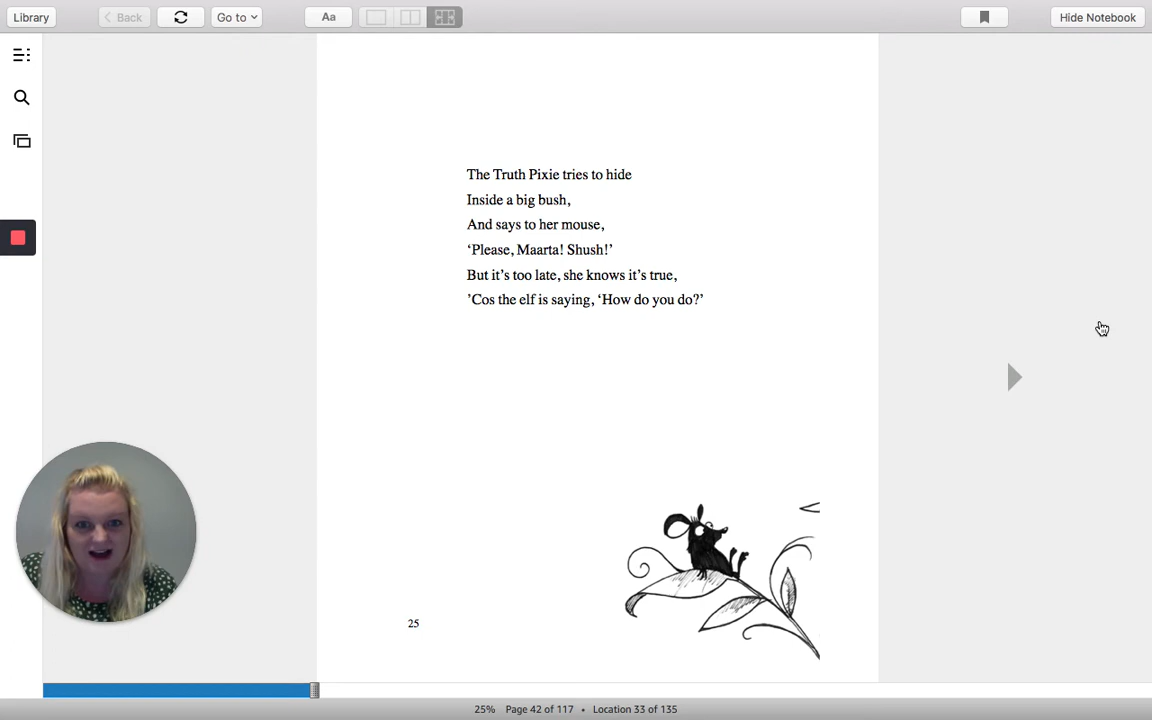 Library
Back
Go to
Aa
Hide Notebook
The Truth Pixie tries to hide
Inside a big bush,
And says to her mouse,
‘Please, Maarta! Shush!’
But it’s too late, she knows it’s true,
’Cos the elf is saying, ‘How do you do?’
25
25% Page 42 of 117 • Location 33 of 135